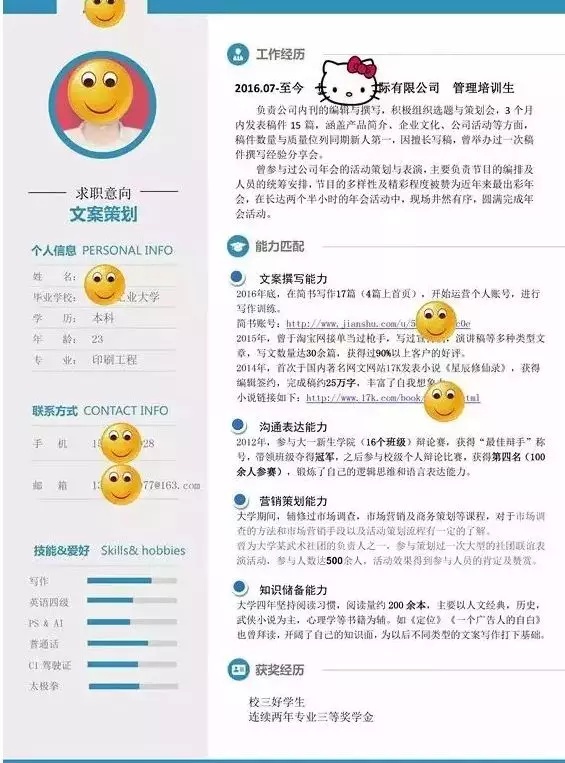 求职意向
文案策划
个人信息 PERSONAL INFO
姓 名:
毕业学校: 工业大学
学 历: 本科
年 龄: 23
专 业: 印刷工程
联系方式 CONTACT INFO
手 机 28
邮 箱 13 77@163.com
技能&爱好 Skills& hobbies
写作
英语四级
PS & AI
普通话
C1 驾驶证
太极拳
工作经历
2016.07-至今 际有限公司 管理培训生
负责公司内刊的编辑与撰写，积极组织选题与策划会，3 个月
内发表稿件 15 篇，涵盖产品简介、企业文化、公司活动等方面，
稿件数量与质量位列同期新人第一，因擅长写稿，曾举办过一次稿
件撰写经验分享会。
曾参与过公司年会的活动策划与表演，主要负责节目的编排及
人员的统筹安排，节目的多样性及精彩程度被赞为近年来最出彩年
会，在长达两个半小时的年会活动中，现场井然有序，圆满完成年
会活动。
能力匹配
文案撰写能力
2016年底，在简书写作17篇（4篇上首页），开始运营个人账号，进行
写作训练。
简书账号：http://www.jianshu.com/u/5 c0e
2015年，曾于淘宝网接单当过枪手，写过宣 演讲稿等多种类型文
章，写文数量达30余篇，获得过90%以上客户的好评。
2014年，首次于国内著名网文网站17K发表小说《星辰修仙录》，获得
编辑签约，完成稿约25万字，丰富了自我想象
小说链接如下：http://www.17k.com/book/ html
沟通表达能力
2012年，参与大一新生学院（16个班级）辩论赛，获得“最佳辩手”称
号，带领班级夺得冠军，之后参与校级个人辩论比赛，获得第四名（100
余人参赛），锻炼了自己的逻辑思维和语言表达能力。
营销策划能力
大学期间，辅修过市场调查，市场营销及商务策划等课程，对于市场调
查的方法和市场营销手段以及活动策划流程有一定的了解。
曾为大学某武术社团的负责人之一，参与策划过一次大型的社团联谊表
演活动，参与人数达500余人，活动效果得到参与人员的肯定及赞赏。
知识储备能力
大学四年坚持阅读习惯，阅读量约 200 余本，主要以人文经典，历史，
武侠小说为主，心理学等书籍为辅。如《定位》《一个广告人的自白》
也曾拜读，开阔了自己的知识面，为以后不同类型的文案写作打下基础。
获奖经历
校三好学生
连续两年专业三等奖学金